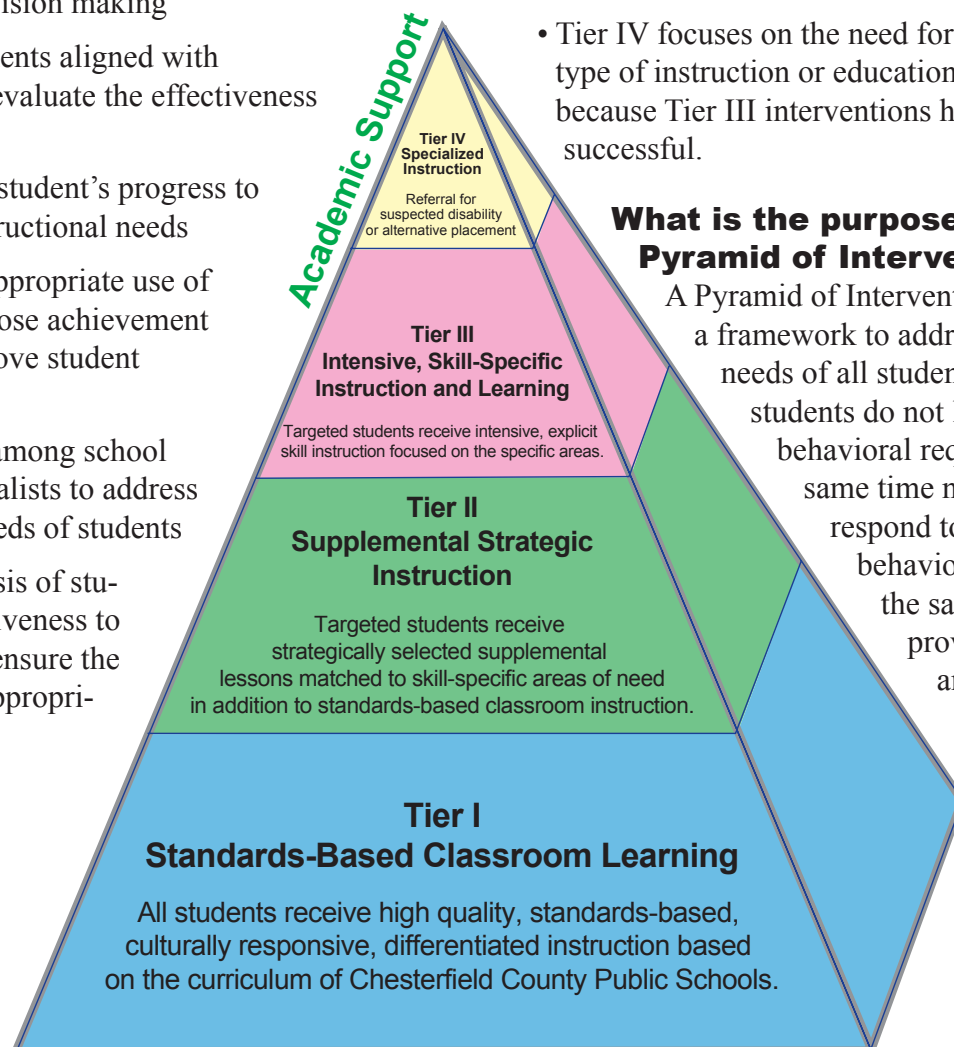 ision making
ents aligned with
evaluate the effectiveness
student’s progress to
ructional needs
ppropriate use of
ose achievement
ove student
among school
alists to address
eds of students
sis of stu-
iveness to
ensure the
ppropri-
Academic Support
Tier IV
Specialized
Instruction
Referral for
suspected disability
or alternative placement
Tier III
Intensive, Skill-Specific
Instruction and Learning
Targeted students receive intensive, explicit
skill instruction focused on the specific areas.
Tier II
Supplemental Strategic
Instruction
Targeted students receive
strategically selected supplemental
lessons matched to skill-specific areas of need
in addition to standards-based classroom instruction.
Tier I
Standards-Based Classroom Learning
All students receive high quality, standards-based,
culturally responsive, differentiated instruction based
on the curriculum of Chesterfield County Public Schools.
• Tier IV focuses on the need for
type of instruction or education
because Tier III interventions h
successful.
What is the purpose
Pyramid of Interve
A Pyramid of Intervent
a framework to addr
needs of all studen
students do not
behavioral req
same time n
respond to
behavio
the sa
prov
a